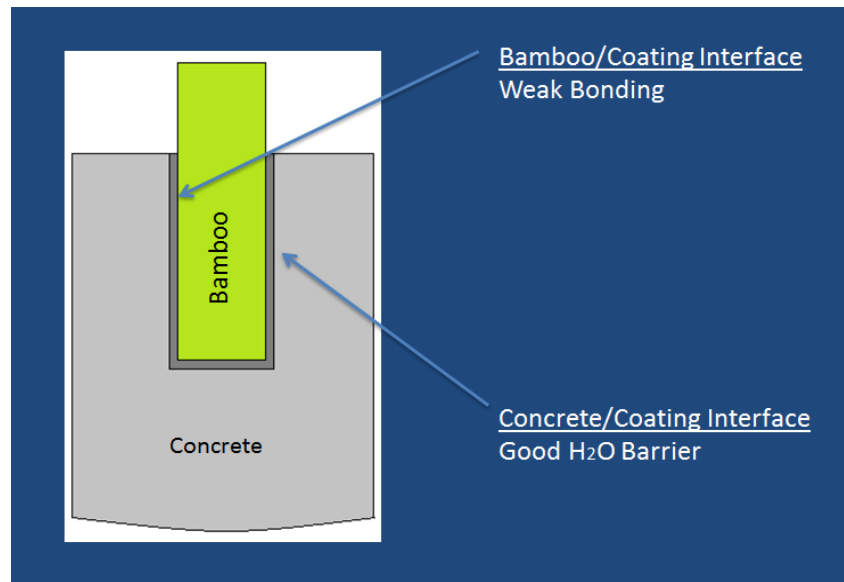 Bamboo/Coating Interface
Weak Bonding
Bamboo
Concrete/Coating Interface
Good H2O Barrier
Concrete